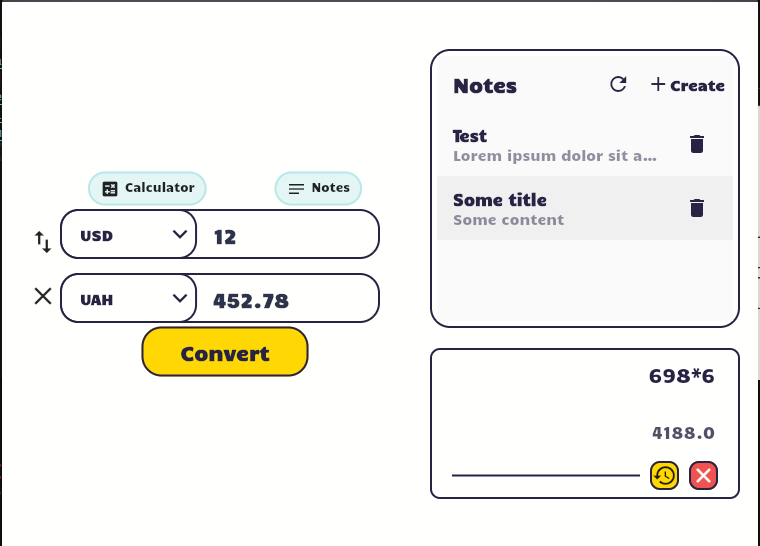 Calculator
Notes
USD
12
UAH
452.78
Convert
Notes
Create
Test
Lorem ipsum dolor sit a...
Some title
Some content
698*6
4188.0